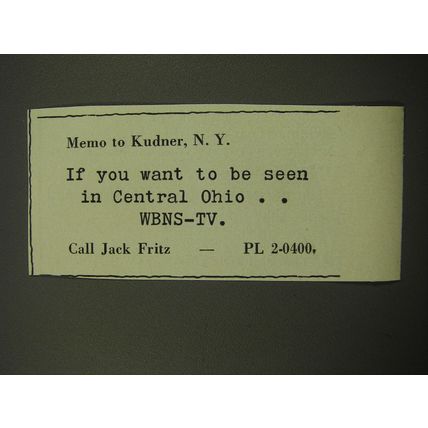 Memo to Kudner, N. Y.
If you want to be seen
in Central Ohio . .
WBNS-TV.
Call Jack Fritz — PL 2-0400.